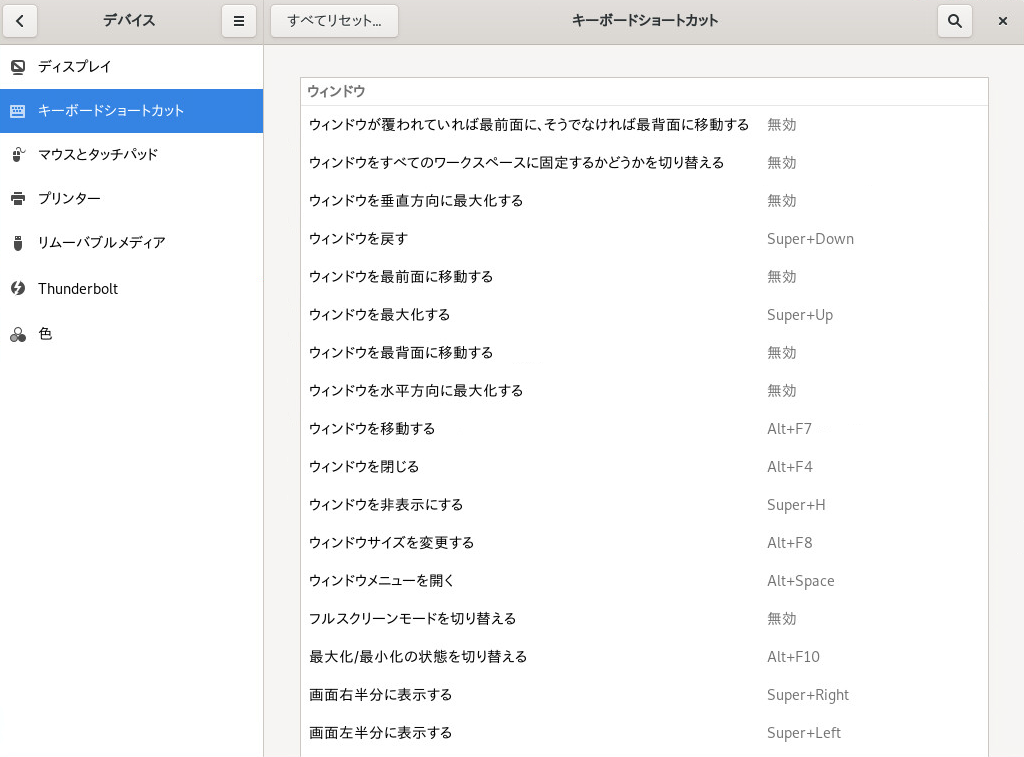 デバイス
すべてリセット...
キーボードショートカット
ディスプレイ
キーボードショートカット
マウスとタッチパッド
プリンター
リムーバブルメディア
Thunderbolt
色
ウィンドウ
ウィンドウが覆われていれば最前面に、そうでなければ最背面に移動する 無効
ウィンドウをすべてのワークスペースに固定するかどうかを切り替える 無効
ウィンドウを垂直方向に最大化する 無効
ウィンドウを戻す Super+Down
ウィンドウを最前面に移動する 無効
ウィンドウを最大化する Super+Up
ウィンドウを最背面に移動する 無効
ウィンドウを水平方向に最大化する 無効
ウィンドウを移動する Alt+F7
ウィンドウを閉じる Alt+F4
ウィンドウを非表示にする Super+H
ウィンドウサイズを変更する Alt+F8
ウィンドウメニューを開く Alt+Space
フルスクリーンモードを切り替える 無効
最大化/最小化の状態を切り替える Alt+F10
画面右半分に表示する Super+Right
画面左半分に表示する Super+Left